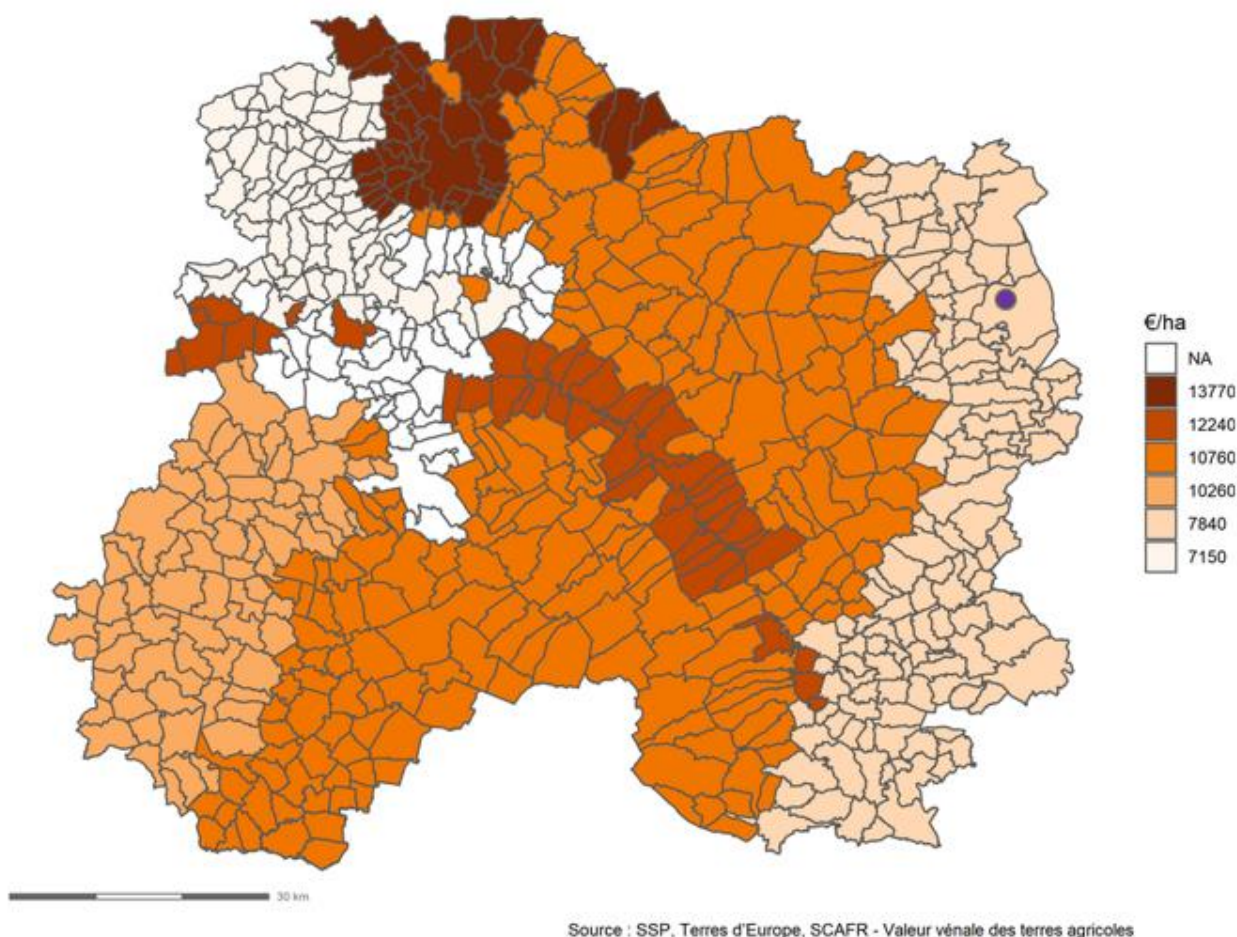 €/ha
NA
13770
12240
10760
10260
7840
7150
30 km
Source : SSP, Terres d'Europe, SCAFR - Valeur vénale des terres agricoles